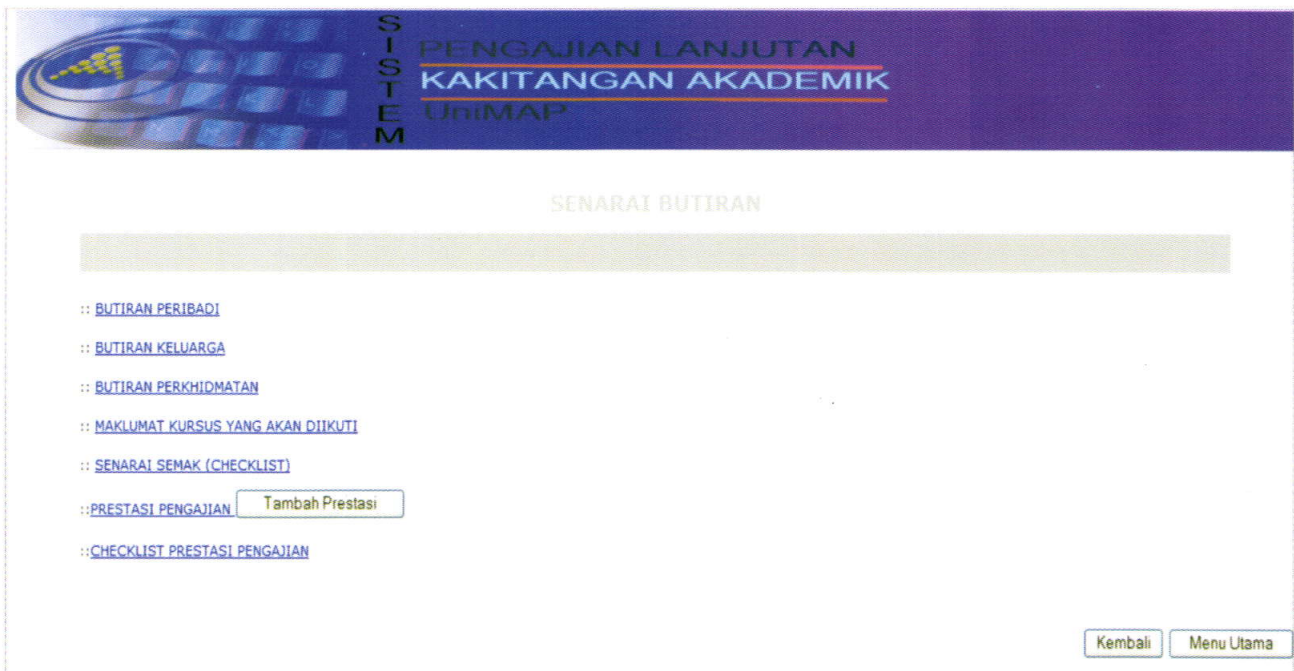 SISTEM
PENGAJIAN LANJUTAN
KAKITANGAN AKADEMIK
UniMAP
SENARAI BUTIRAN
:: BUTIRAN PERIBADI
:: BUTIRAN KELUARGA
:: BUTIRAN PERKHIDMATAN
:: MAKLUMAT KURSUS YANG AKAN DIIKUTI
:: SENARAI SEMAK (CHECKLIST)
::PRESTASI PENGAJIAN Tambah Prestasi
::CHECKLIST PRESTASI PENGAJIAN
Kembali Menu Utama